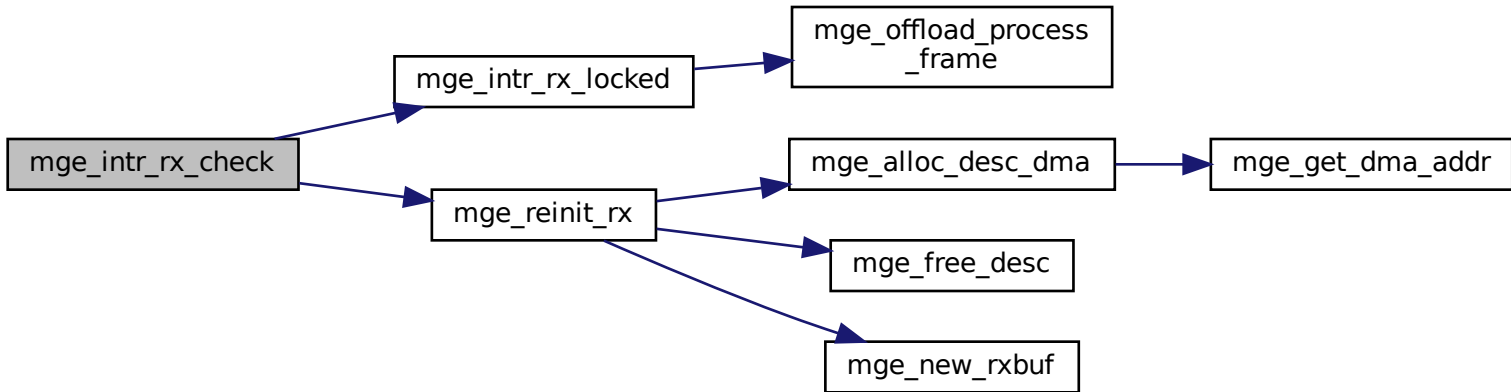 mge_offload_process
_frame
mge_intr_rx_locked
mge_intr_rx_check
mge_alloc_desc_dma
mge_get_dma_addr
mge_reinit_rx
mge_free_desc
mge_new_rxbuf